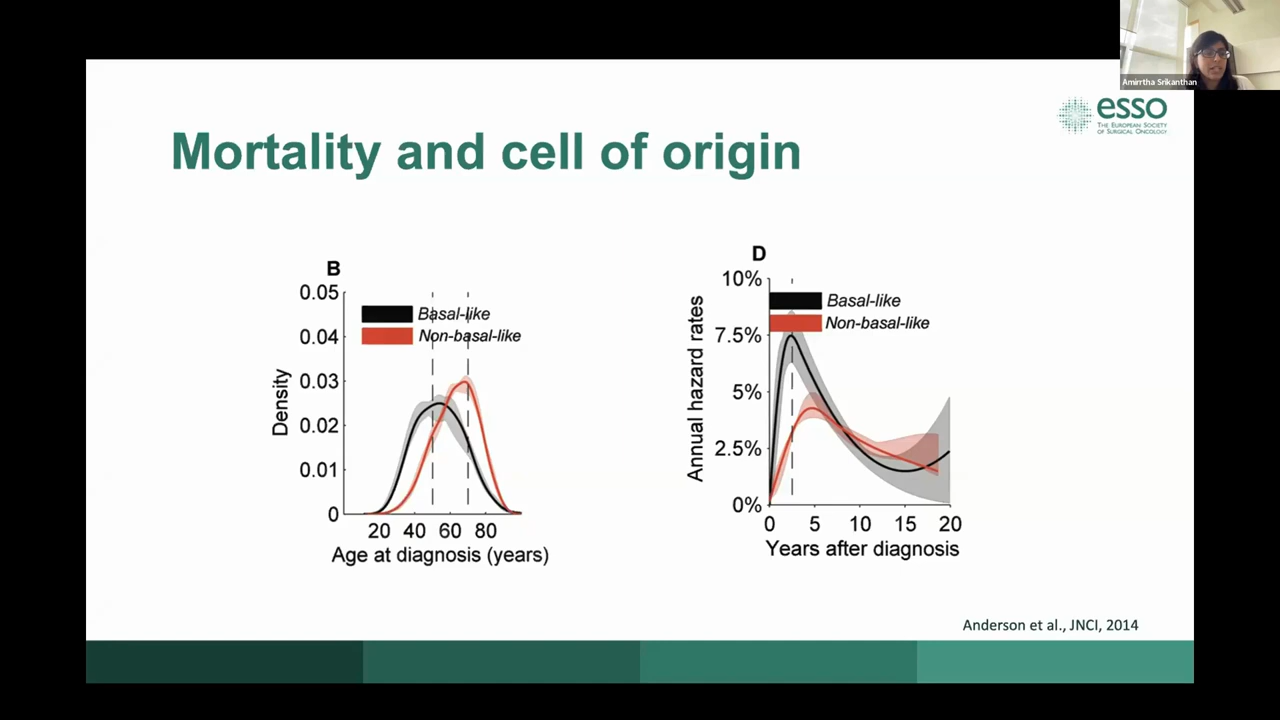 Amirrtha Srikanthan
esso
THE EUROPEAN SOCIETY
OF SURGICAL ONCOLOGY
Mortality and cell of origin
B
0.05
0.04
0.03
0.02
0.01
0
Density
Basal-like
Non-basal-like
20 40 60 80
Age at diagnosis (years)
D
10%
7.5%
5%
2.5%
0%
Annual hazard rates
Basal-like
Non-basal-like
0 5 10 15 20
Years after diagnosis
Anderson et al., JNCI, 2014